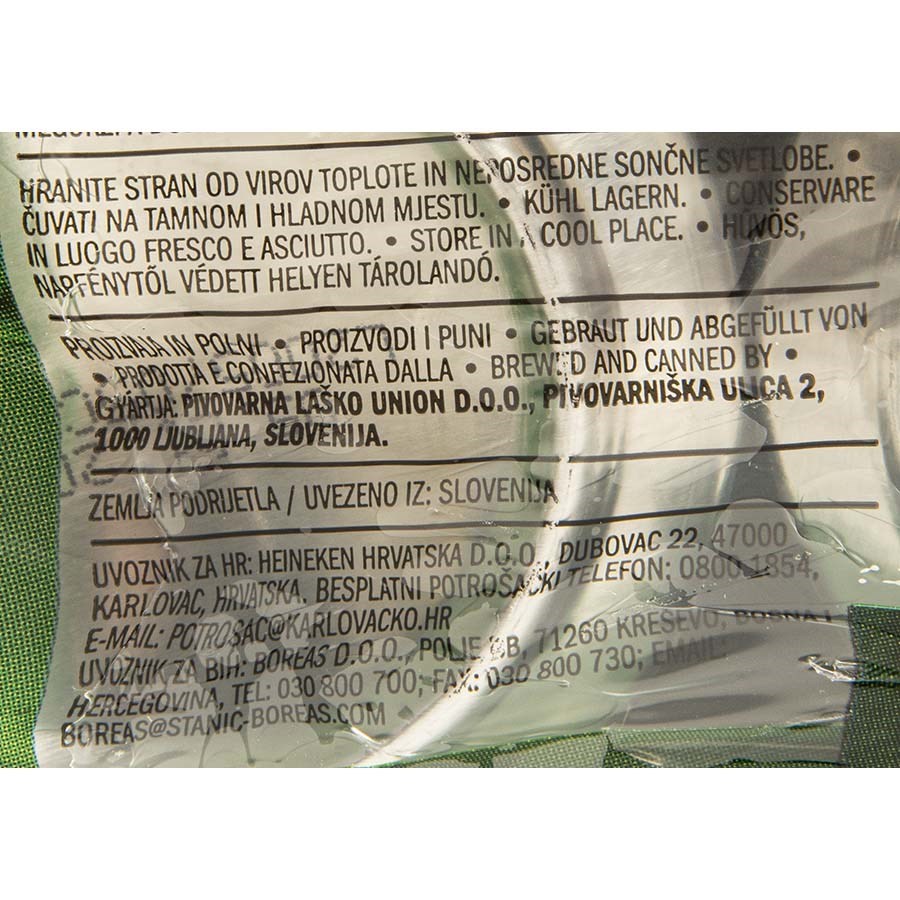 HRANITE STRAN OD VIROV TOPLOTE IN NEPOSREDNE SONČNE SVETLOBE. •
ČUVATI NA TAMNOM I HLADNOM MJESTU. • KÜHL LAGERN. • CONSERVARE
IN LUOGO FRESCO E ASCIUTTO. • STORE IN A COOL PLACE. • HŰVÖS,
NAPFÉNYTŐL VÉDETT HELYEN TÁROLANDÓ.
PROIZVAJA IN POLNI • PROIZVODI I PUNI • GEBRAUT UND ABGEFÜLLT VON
• PRODOTTA E CONFEZIONATA DALLA • BREWED AND CANNED BY •
GYÁRTJA: PIVOVARNA LAŠKO UNION D.O.O., PIVOVARNIŠKA ULICA 2,
1000 LJUBLJANA, SLOVENIJA.
ZEMLJA PODRIJETLA / UVEZENO IZ: SLOVENIJA
UVOZNIK ZA HR: HEINEKEN HRVATSKA D.O.O., DUBOVAC 22, 47000
KARLOVAC, HRVATSKA, BESPLATNI POTROŠAČKI TELEFON: 0800 1854,
E-MAIL: POTROSAC@KARLOVACKO.HR
UVOZNIK ZA BIH: BOREAS D.O.O., POLJE BB, 71260 KREŠEVO, BOSNA I
HERCEGOVINA, TEL: 030 800 700; FAX: 030 800 730; EMAIL:
BOREAS@STANIC-BOREAS.COM